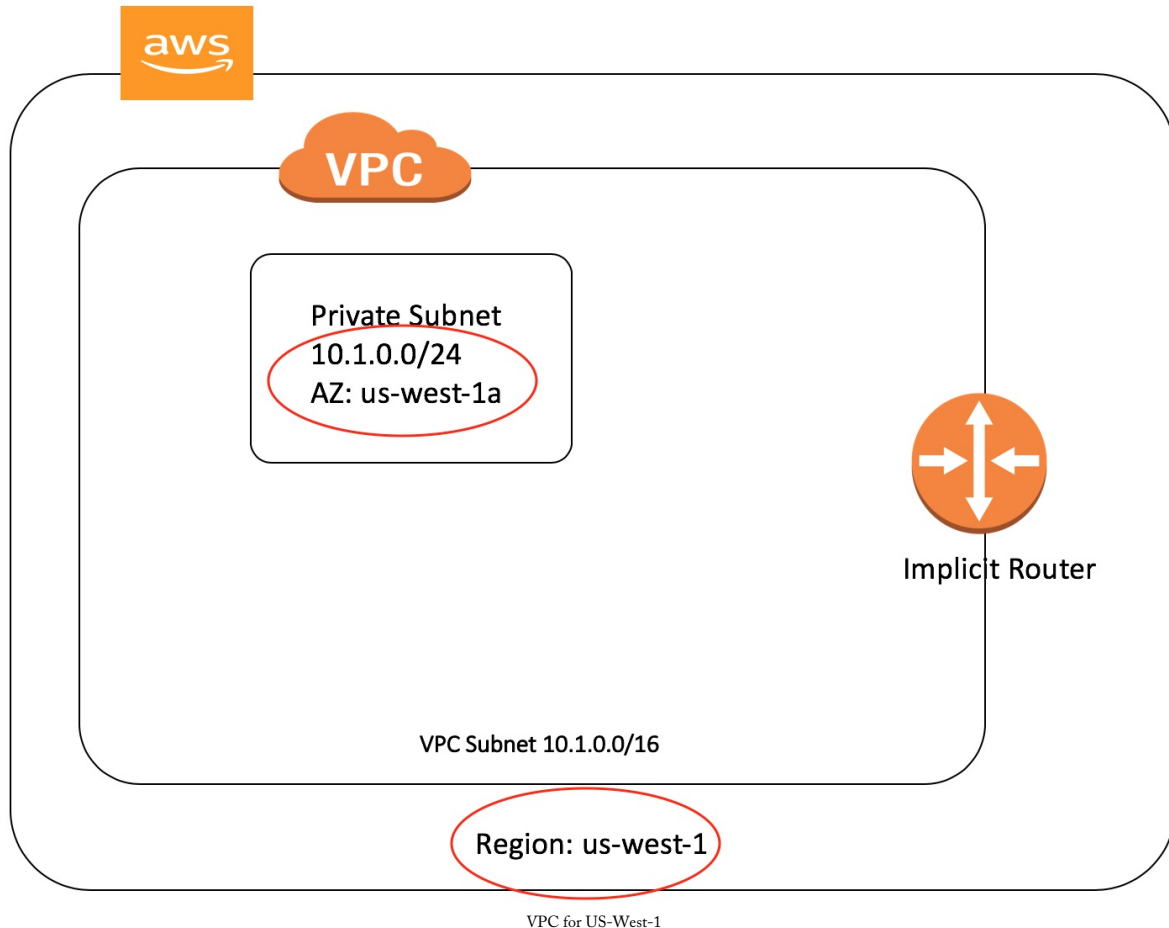 aws
VPC
Private Subnet
10.1.0.0/24
AZ: us-west-1a
Implicit Router
VPC Subnet 10.1.0.0/16
Region: us-west-1
VPC for US-West-1